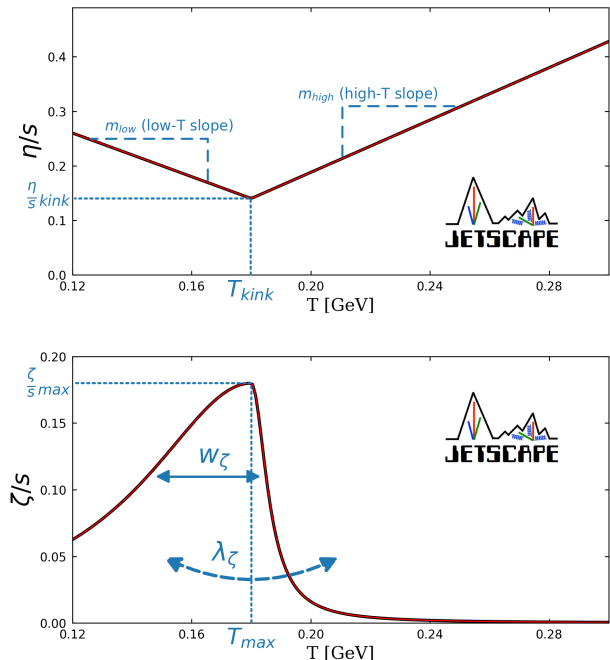 0.4
0.3
0.2
0.1
0.0
η/s
m_low (low-T slope)
m_high (high-T slope)
η/s kink
T_kink
JETSCAPE
0.12 0.16 0.20 0.24 0.28
T [GeV]
0.20
0.15
0.10
0.05
0.00
ζ/s
ζ/s max
w_ζ
λ_ζ
T_max
JETSCAPE
0.12 0.16 0.20 0.24 0.28
T [GeV]